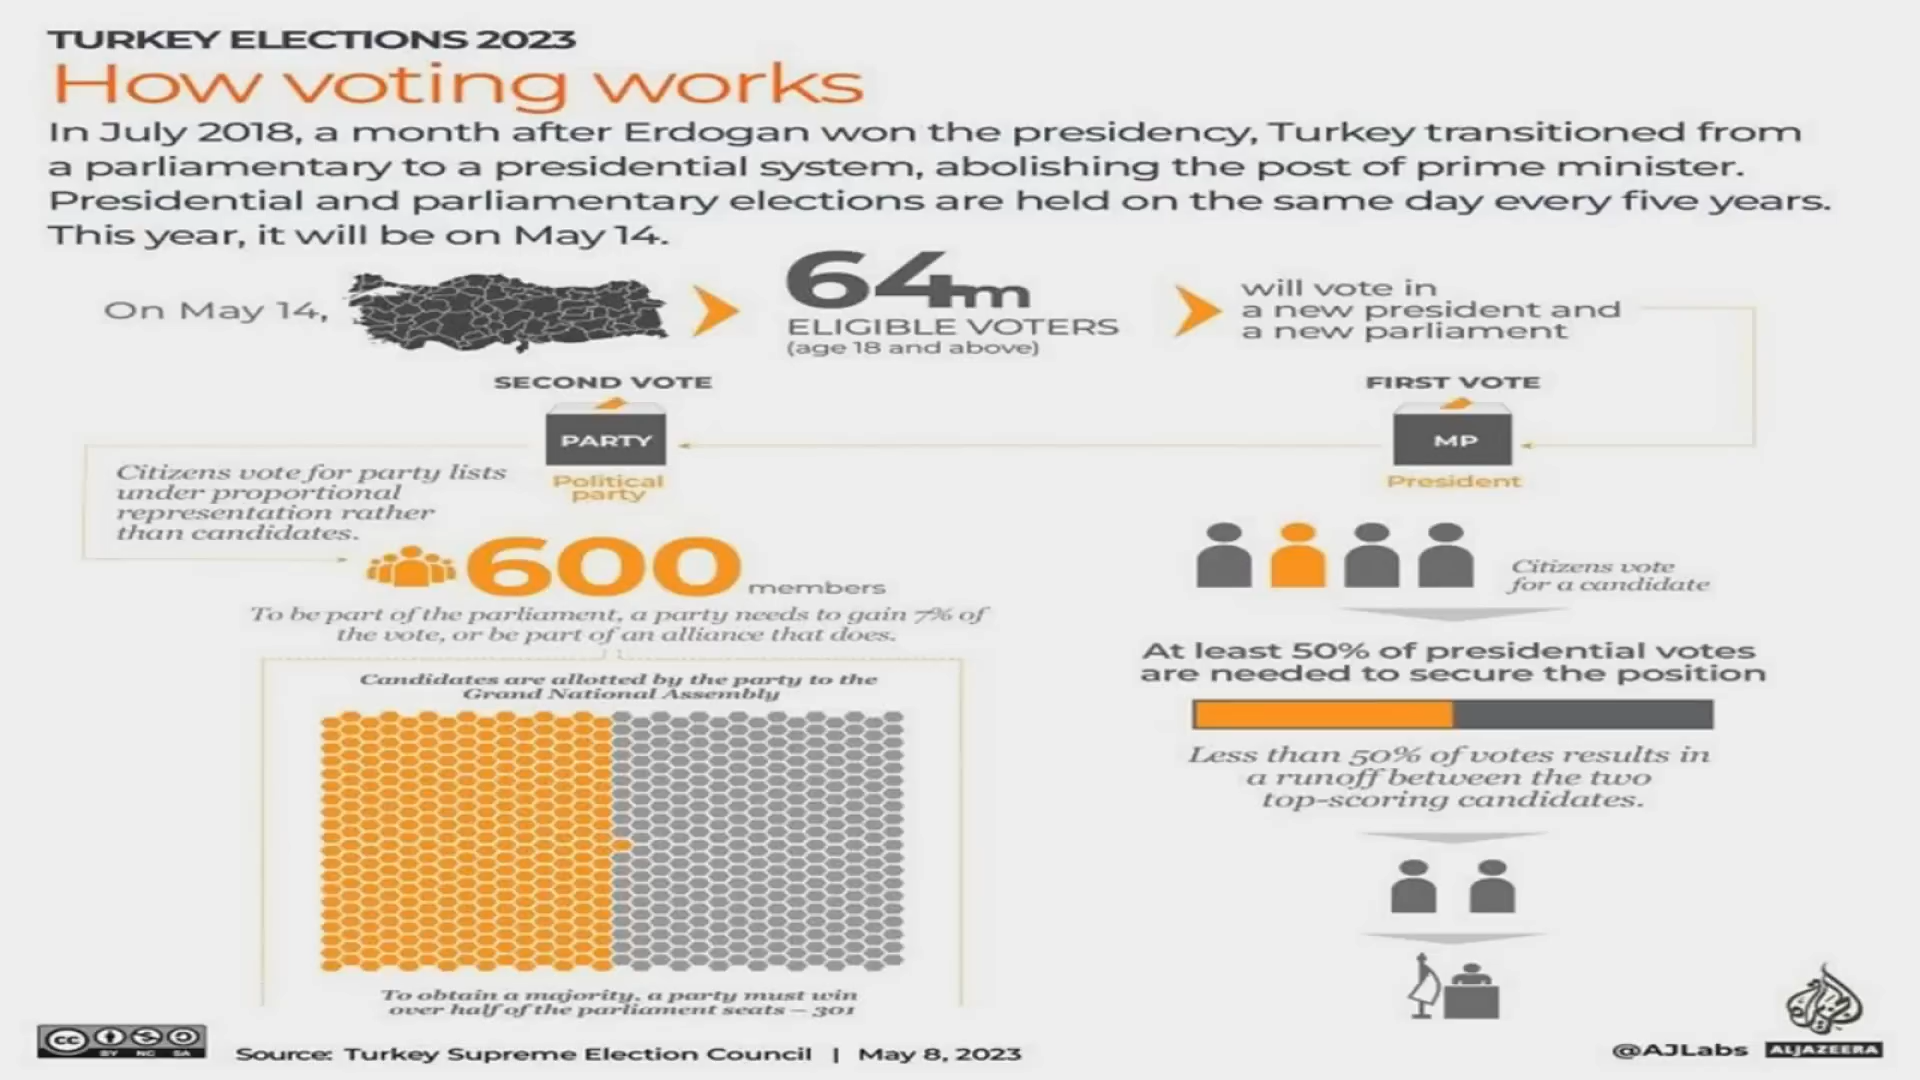 TURKEY ELECTIONS 2023
How voting works
In July 2018, a month after Erdogan won the presidency, Turkey transitioned from
a parliamentary to a presidential system, abolishing the post of prime minister.
Presidential and parliamentary elections are held on the same day every five years.
This year, it will be on May 14.
On May 14,
64m
ELIGIBLE VOTERS
(age 18 and above)
will vote in
a new president and
a new parliament
FIRST VOTE
MP
President
Citizens vote
for a candidate
At least 50% of presidential votes
are needed to secure the position
Less than 50% of votes results in
a runoff between the two
top-scoring candidates.
SECOND VOTE
PARTY
Political
party
Citizens vote for party lists
under proportional
representation rather
than candidates.
600 members
To be part of the parliament, a party needs to gain 7% of
the vote, or be part of an alliance that does.
Candidates are allotted by the party to the
Grand National Assembly
To obtain a majority, a party must win
over half of the parliament seats – 301
cc BY NC SA
Source: Turkey Supreme Election Council | May 8, 2023
@AJLabs ALJAZEERA